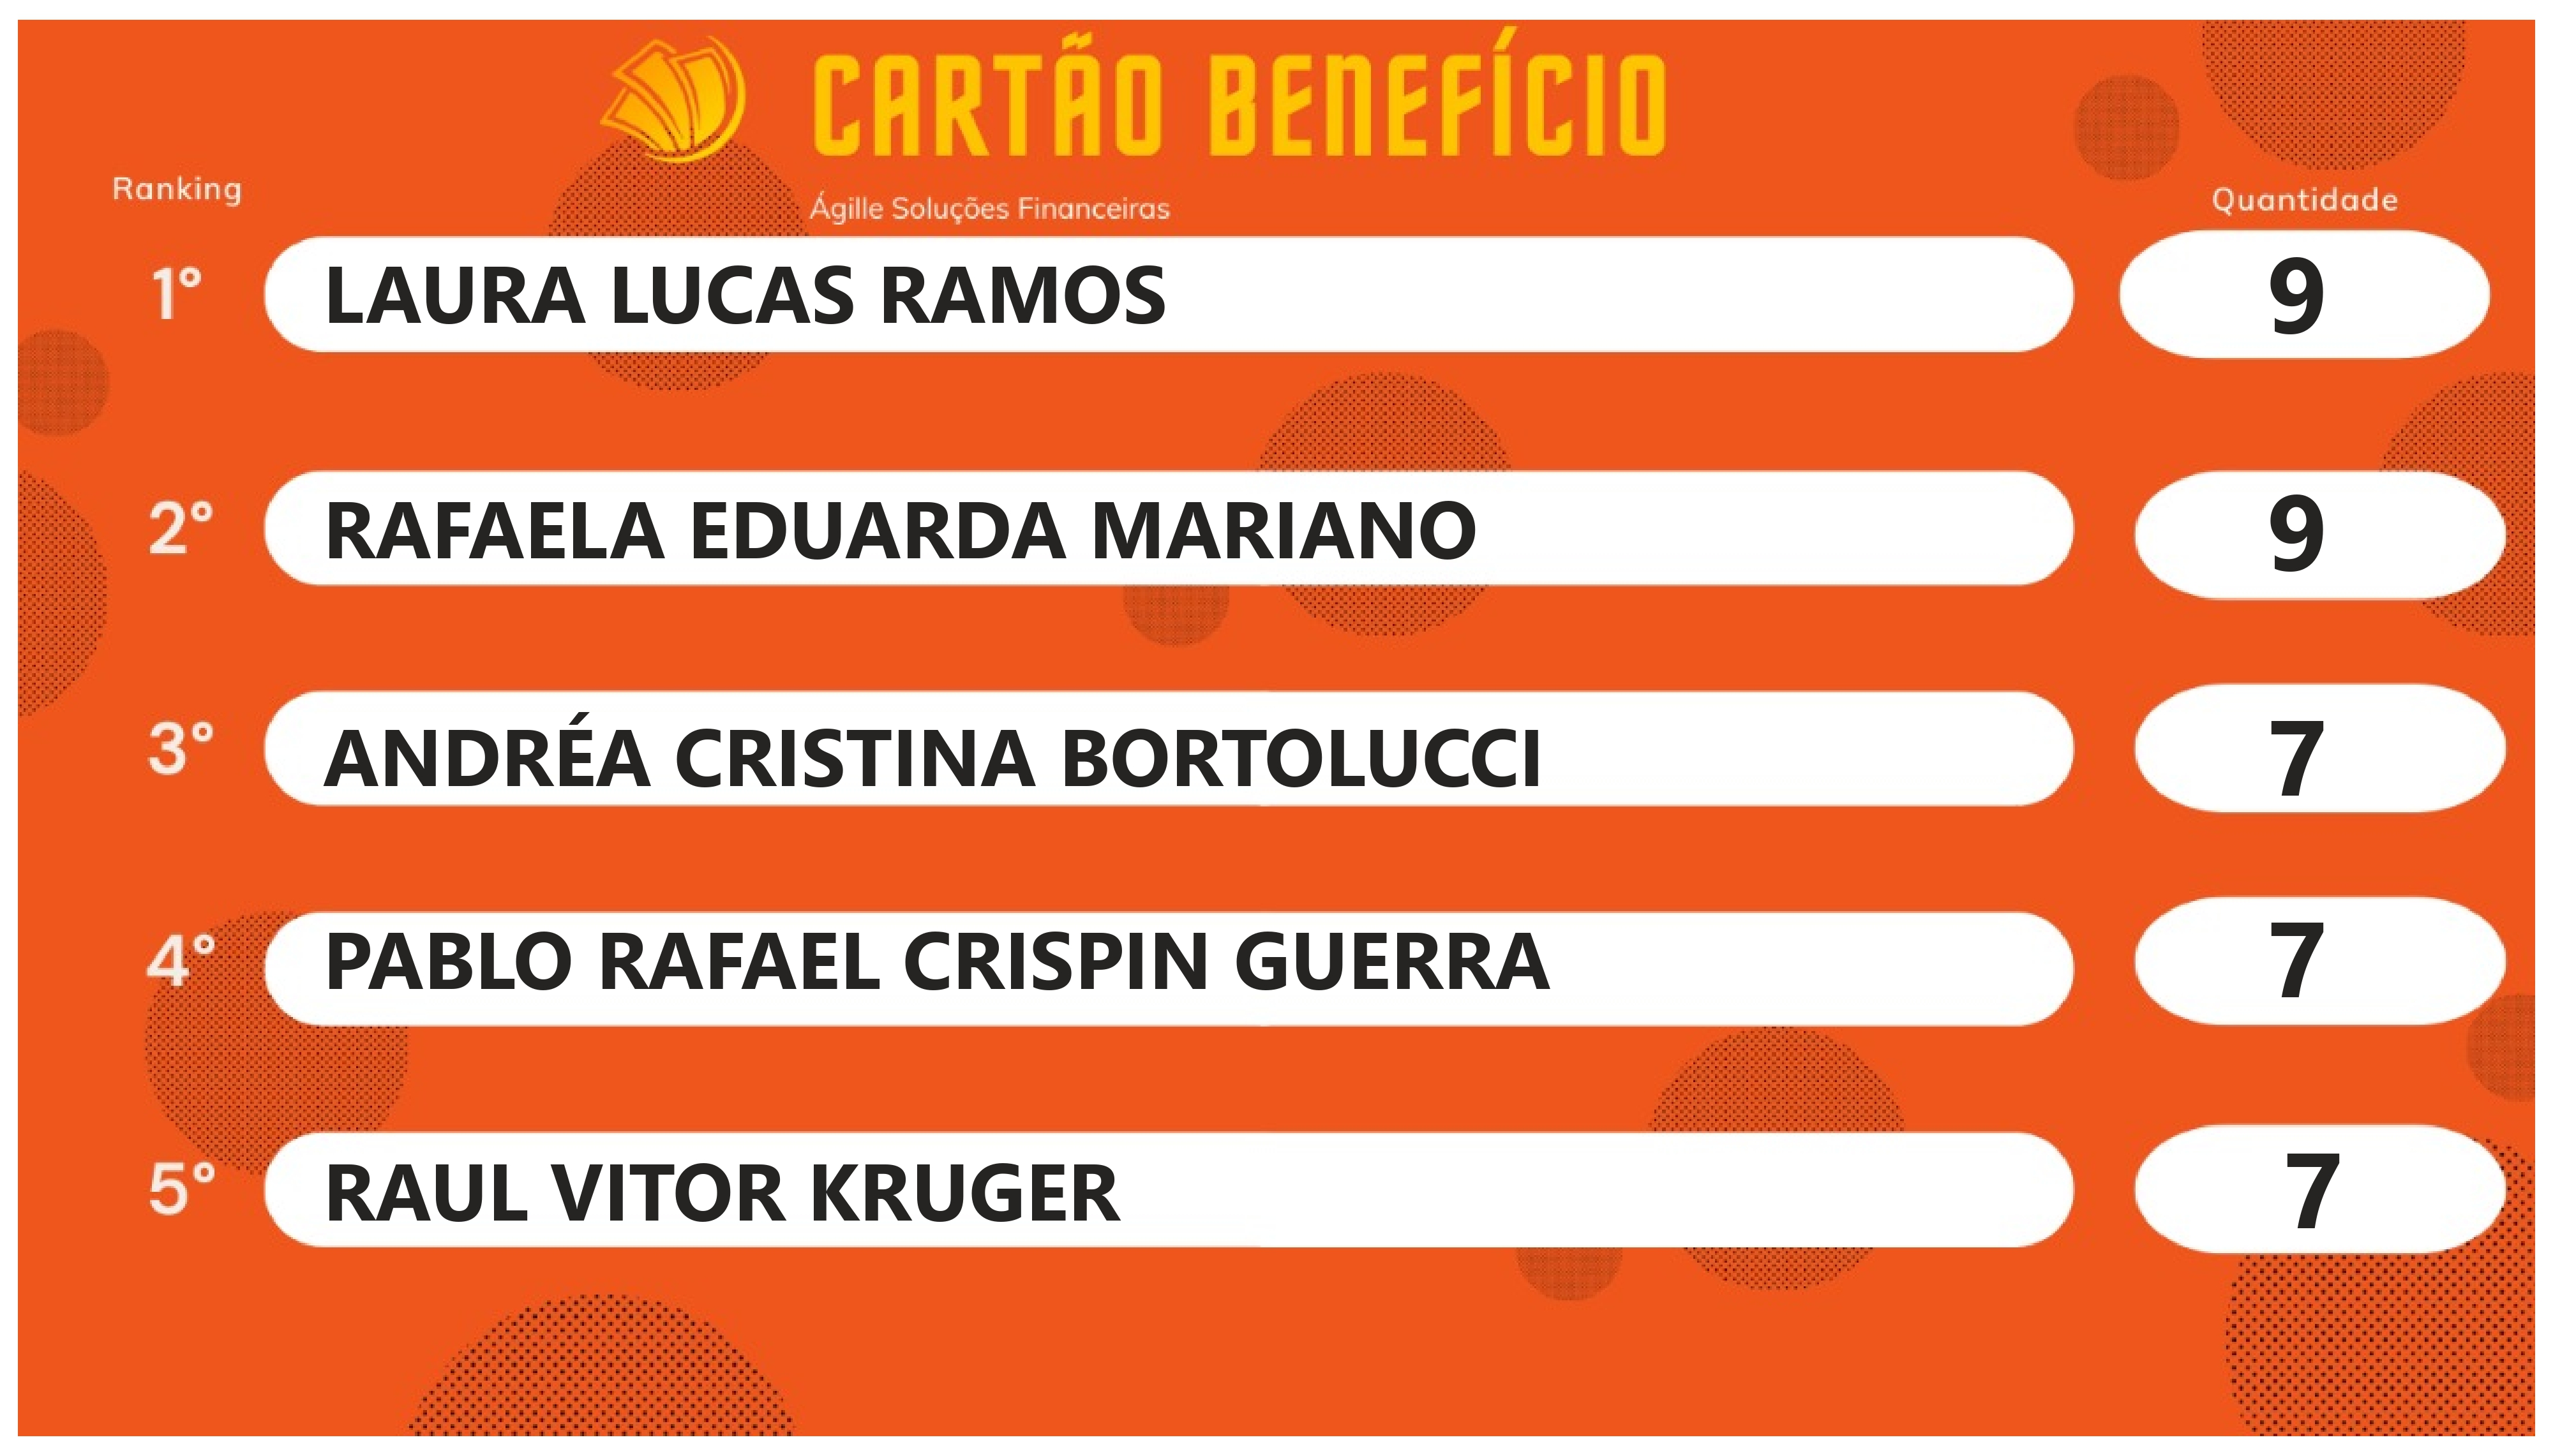 CARTÃO BENEFÍCIO
Ranking
Ágille Soluções Financeiras
Quantidade
1° LAURA LUCAS RAMOS 9
2° RAFAELA EDUARDA MARIANO 9
3° ANDRÉA CRISTINA BORTOLUCCI 7
4° PABLO RAFAEL CRISPIN GUERRA 7
5° RAUL VITOR KRUGER 7